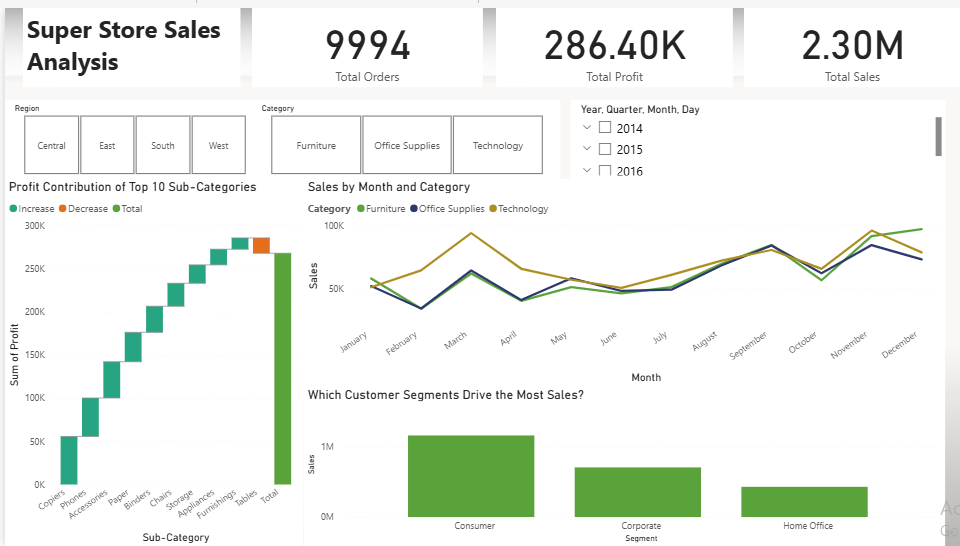 Super Store Sales
Analysis
9994
Total Orders
286.40K
Total Profit
2.30M
Total Sales
Region
Central
East
South
West
Category
Furniture
Office Supplies
Technology
Year, Quarter, Month, Day
2014
2015
2016
Profit Contribution of Top 10 Sub-Categories
Increase Decrease Total
300K
250K
200K
150K
100K
50K
0K
Sum of Profit
Copiers
Phones
Accessories
Paper
Binders
Chairs
Storage
Appliances
Furnishings
Tables
Total
Sub-Category
Sales by Month and Category
Category Furniture Office Supplies Technology
100K
50K
Sales
January
February
March
April
May
June
July
August
September
October
November
December
Month
Which Customer Segments Drive the Most Sales?
1M
0M
Sales
Consumer
Corporate
Home Office
Segment